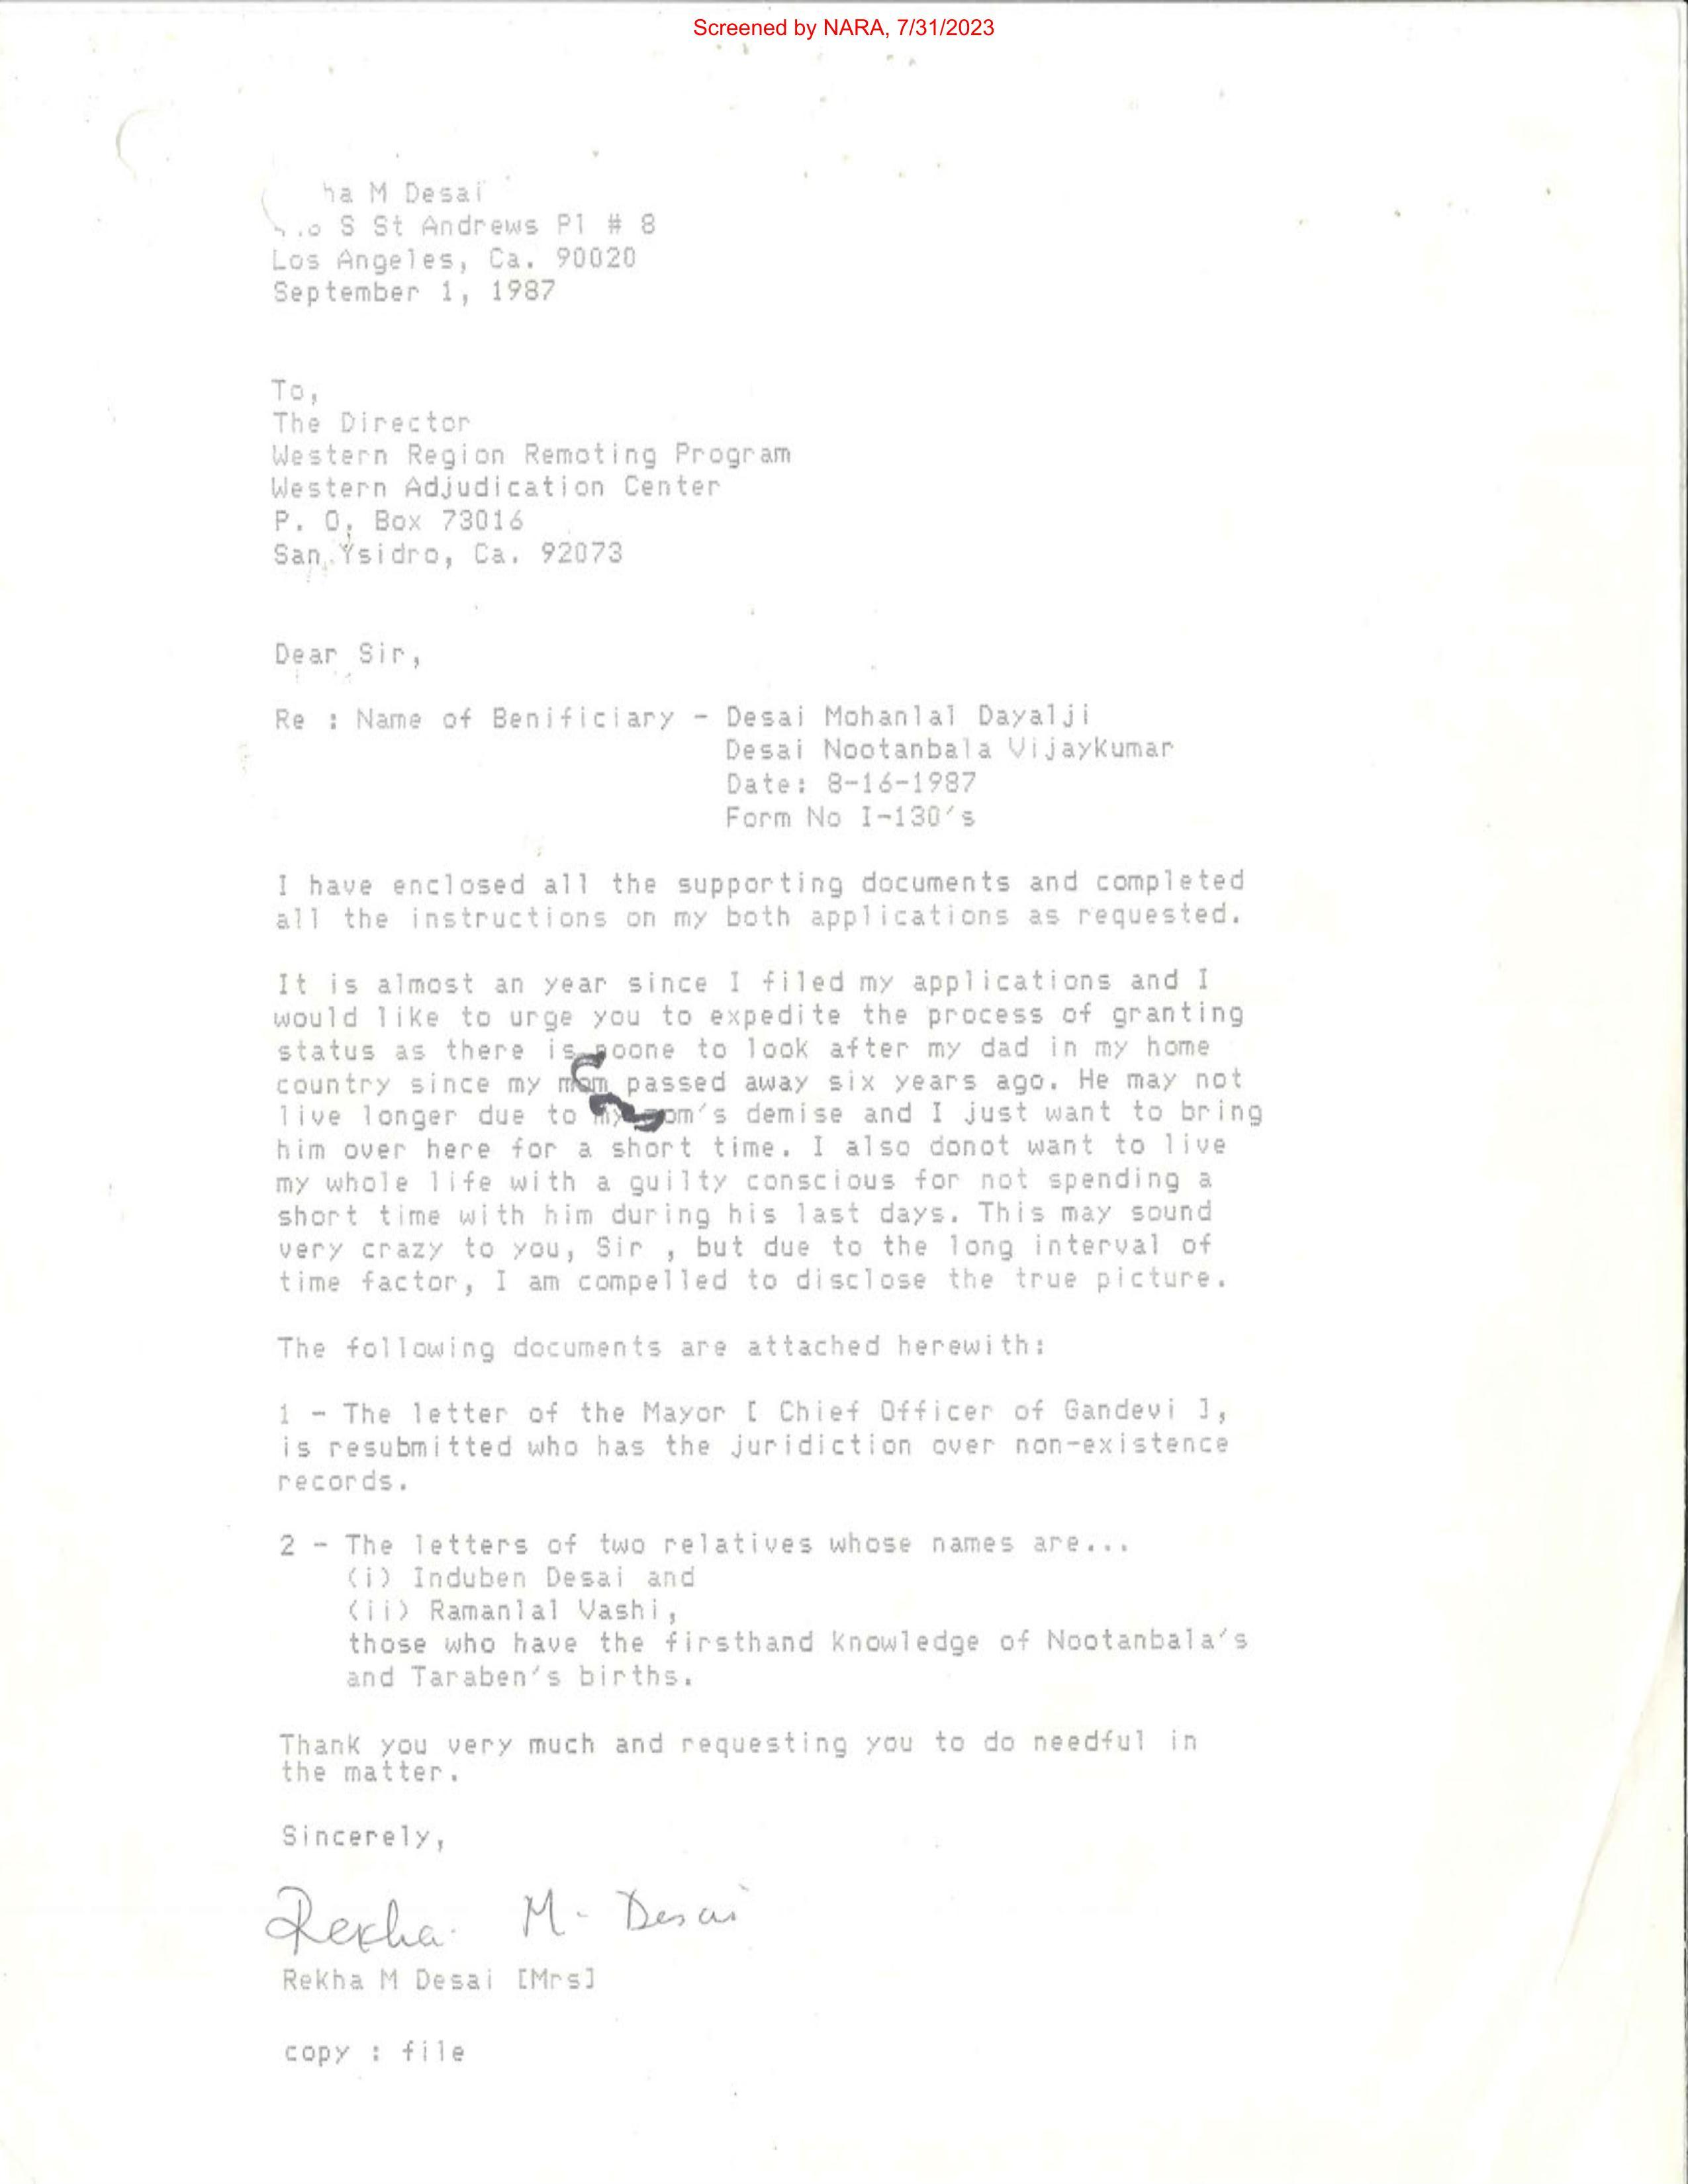 Screened by NARA, 7/31/2023
ha M Desai
S St Andrews Pl # 8
Los Angeles, Ca. 90020
September 1, 1987
To,
The Director
Western Region Remoting Program
Western Adjudication Center
P. O. Box 73016
San Ysidro, Ca. 92073
Dear Sir,
Re : Name of Benificiary - Desai Mohanlal Dayalji
Desai Nootanbala Vijaykumar
Date: 8-16-1987
Form No I-130's
I have enclosed all the supporting documents and completed
all the instructions on my both applications as requested.
It is almost an year since I filed my applications and I
would like to urge you to expedite the process of granting
status as there is noone to look after my dad in my home
country since my mom passed away six years ago. He may not
live longer due to my mom's demise and I just want to bring
him over here for a short time. I also donot want to live
my whole life with a guilty conscious for not spending a
short time with him during his last days. This may sound
very crazy to you, Sir , but due to the long interval of
time factor, I am compelled to disclose the true picture.
The following documents are attached herewith:
1 - The letter of the Mayor [ Chief Officer of Gandevi ],
is resubmitted who has the juridiction over non-existence
records.
2 - The letters of two relatives whose names are...
(i) Induben Desai and
(ii) Ramanlal Vashi,
those who have the firsthand knowledge of Nootanbala's
and Taraben's births.
Thank you very much and requesting you to do needful in
the matter.
Sincerely,
Rekha M. Desai
Rekha M Desai [Mrs]
copy : file